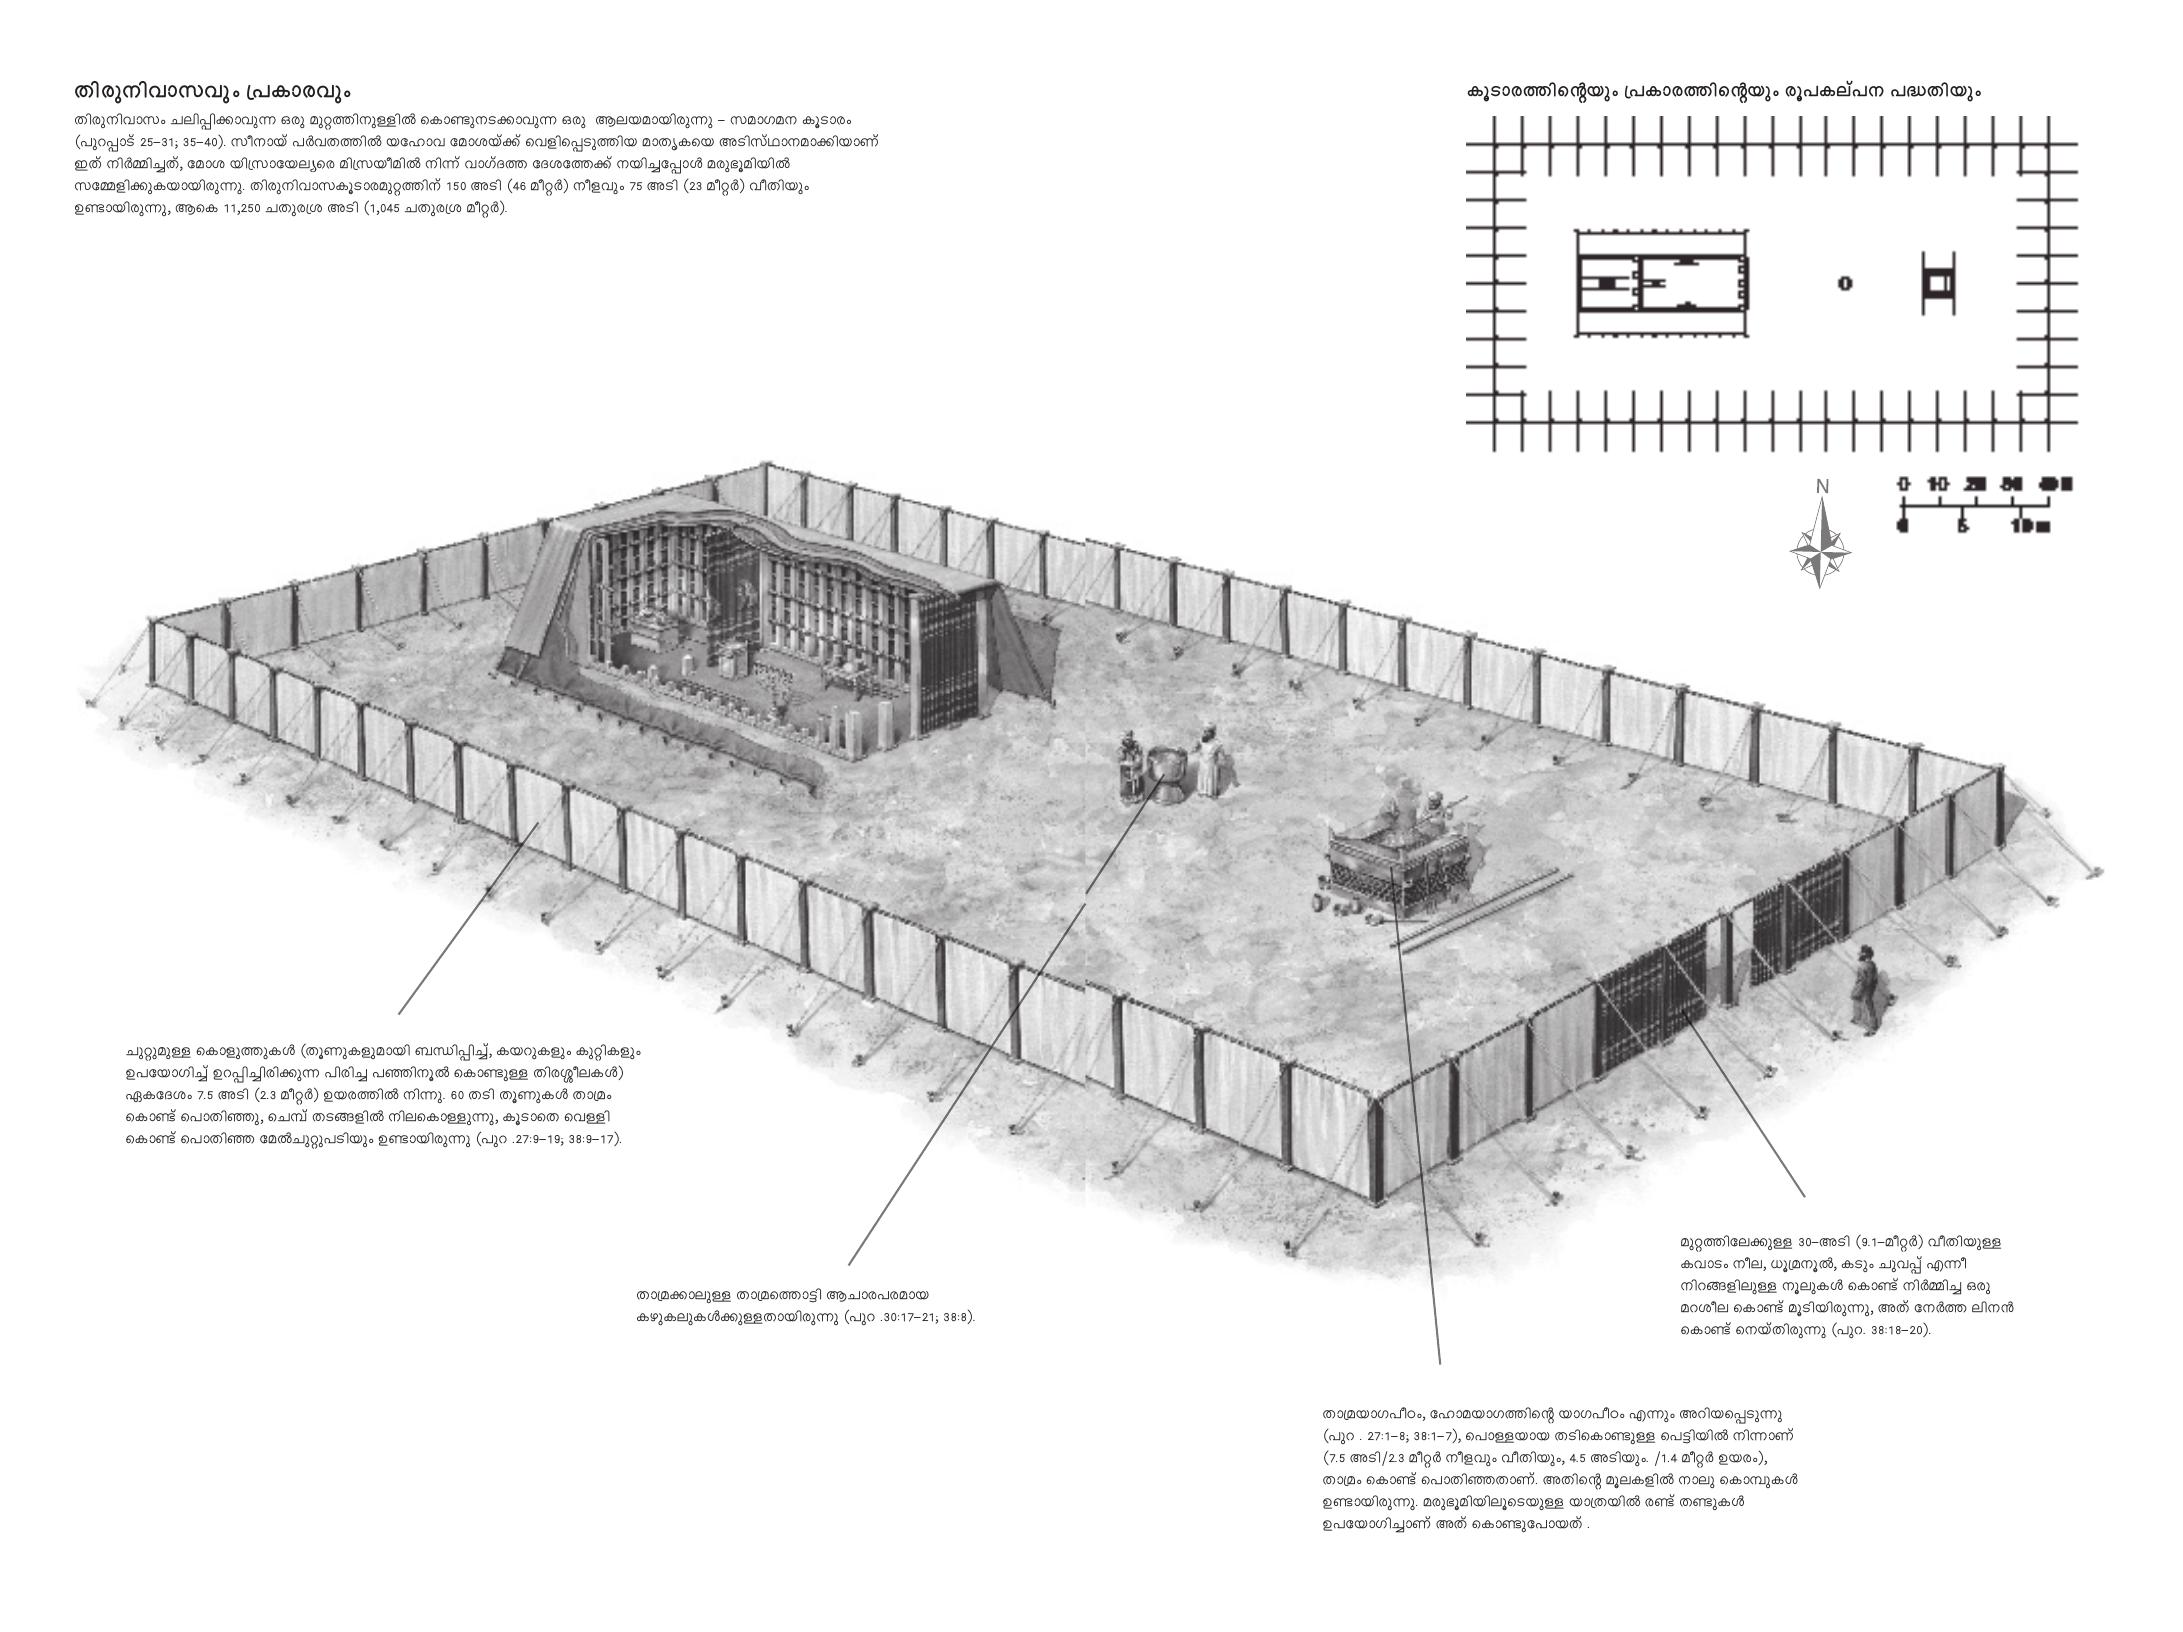 തിരുനിവാസവും പ്രകാരവും
തിരുനിവാസം ചലിപ്പിക്കാവുന്ന ഒരു മുറ്റത്തിനുള്ളിൽ കൊണ്ടുനടക്കാവുന്ന ഒരു ആലയമായിരുന്നു – സമാഗമന കൂടാരം
(പുറപ്പാട് 25–31; 35–40). സീനായ് പർവതത്തിൽ യഹോവ മോശയ്ക്ക് വെളിപ്പെടുത്തിയ മാതൃകയെ അടിസ്ഥാനമാക്കിയാണ്
ഇത് നിർമ്മിച്ചത്, മോശ യിസ്രായേല്യരെ മിസ്രയീമിൽ നിന്ന് വാഗ്ദത്ത ദേശത്തേക്ക് നയിച്ചപ്പോൾ മരുഭൂമിയിൽ
സമ്മേളിക്കുകയായിരുന്നു. തിരുനിവാസകൂടാരമുറ്റത്തിന് 150 അടി (46 മീറ്റർ) നീളവും 75 അടി (23 മീറ്റർ) വീതിയും
ഉണ്ടായിരുന്നു, ആകെ 11,250 ചതുരശ്ര അടി (1,045 ചതുരശ്ര മീറ്റർ).
കൂടാരത്തിന്റെയും പ്രകാരത്തിന്റെയും രൂപകല്പന പദ്ധതിയും
N
0 10
0 5
ചുറ്റുമുള്ള കൊളുത്തുകൾ (തൂണുകളുമായി ബന്ധിപ്പിച്ച്, കയറുകളും കുറ്റികളും
ഉപയോഗിച്ച് ഉറപ്പിച്ചിരിക്കുന്ന പിരിച്ച പഞ്ഞിനൂൽ കൊണ്ടുള്ള തിരശ്ശീലകൾ)
ഏകദേശം 7.5 അടി (2.3 മീറ്റർ) ഉയരത്തിൽ നിന്നു. 60 തടി തൂണുകൾ താമ്രം
കൊണ്ട് പൊതിഞ്ഞു, ചെമ്പ് തടങ്ങളിൽ നിലകൊള്ളുന്നു, കൂടാതെ വെള്ളി
കൊണ്ട് പൊതിഞ്ഞ മേൽചുറ്റുപടിയും ഉണ്ടായിരുന്നു (പുറ .27:9–19; 38:9–17).
താമ്രക്കാലുള്ള താമ്രത്തൊട്ടി ആചാരപരമായ
കഴുകലുകൾക്കുള്ളതായിരുന്നു (പുറ .30:17–21; 38:8).
മുറ്റത്തിലേക്കുള്ള 30–അടി (9.1–മീറ്റർ) വീതിയുള്ള
കവാടം നീല, ധൂമ്രനൂൽ, കടും ചുവപ്പ് എന്നീ
നിറങ്ങളിലുള്ള നൂലുകൾ കൊണ്ട് നിർമ്മിച്ച ഒരു
മറശീല കൊണ്ട് മൂടിയിരുന്നു, അത് നേർത്ത ലിനൻ
കൊണ്ട് നെയ്തിരുന്നു (പുറ. 38:18–20).
താമ്രയാഗപീഠം, ഹോമയാഗത്തിന്റെ യാഗപീഠം എന്നും അറിയപ്പെടുന്നു
(പുറ . 27:1–8; 38:1–7), പൊള്ളയായ തടികൊണ്ടുള്ള പെട്ടിയിൽ നിന്നാണ്
(7.5 അടി/2.3 മീറ്റർ നീളവും വീതിയും, 4.5 അടിയും. /1.4 മീറ്റർ ഉയരം),
താമ്രം കൊണ്ട് പൊതിഞ്ഞതാണ്. അതിന്റെ മൂലകളിൽ നാലു കൊമ്പുകൾ
ഉണ്ടായിരുന്നു. മരുഭൂമിയിലൂടെയുള്ള യാത്രയിൽ രണ്ട് തണ്ടുകൾ
ഉപയോഗിച്ചാണ് അത് കൊണ്ടുപോയത് .